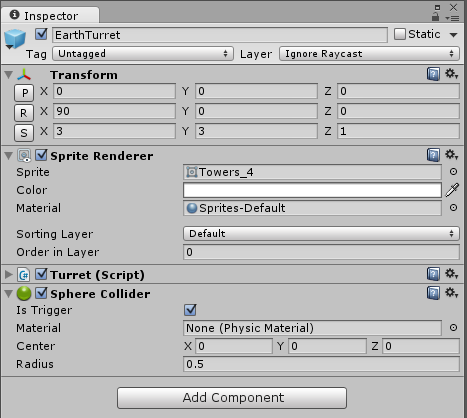 Inspector
EarthTurret Static
Tag Untagged Layer Ignore Raycast
Transform
P X 0 Y 0 Z 0
R X 90 Y 0 Z 0
S X 3 Y 3 Z 1
Sprite Renderer
Sprite Towers_4
Color
Material Sprites-Default
Sorting Layer Default
Order in Layer 0
Turret (Script)
Sphere Collider
Is Trigger
Material None (Physic Material)
Center X 0 Y 0 Z 0
Radius 0.5
Add Component